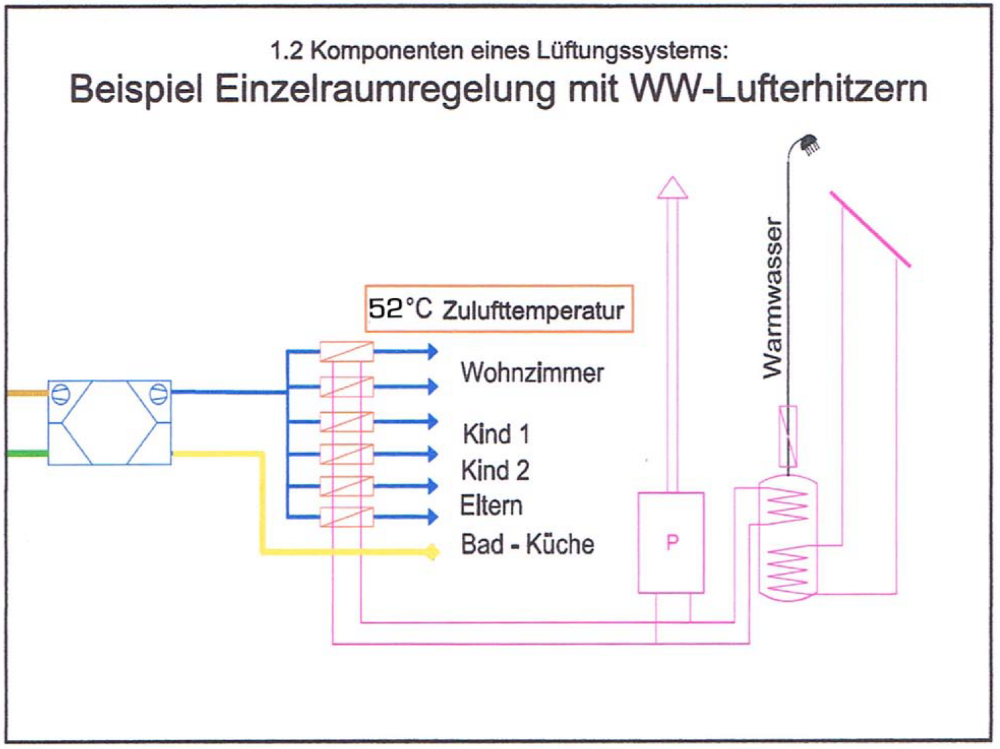 1.2 Komponenten eines Lüftungssystems:
Beispiel Einzelraumregelung mit WW-Lufterhitzern
52°C Zulufttemperatur
Wohnzimmer
Kind 1
Kind 2
Eltern
Bad - Küche
P
Warmwasser